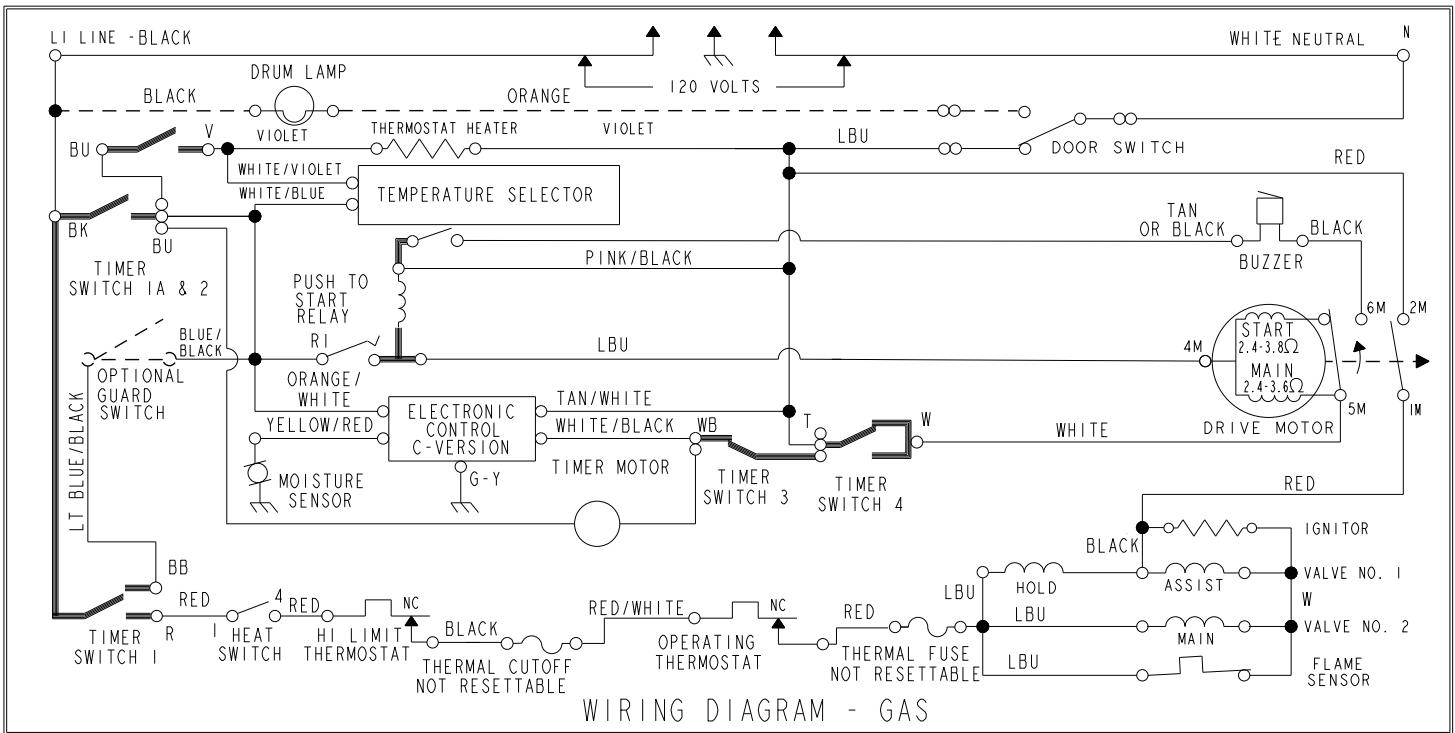 LI LINE - BLACK
WHITE NEUTRAL
N
DRUM LAMP
120 VOLTS
BLACK
ORANGE
BU
V
VIOLET
THERMOSTAT HEATER
VIOLET
LBU
DOOR SWITCH
RED
WHITE/VIOLET
WHITE/BLUE
TEMPERATURE SELECTOR
BK
BU
TAN
OR BLACK
BLACK
BUZZER
TIMER
SWITCH 1A & 2
PINK/BLACK
PUSH TO
START
RELAY
R1
BLUE/
BLACK
LBU
4M
START
2.4-3.8Ω
MAIN
2.4-3.6Ω
6M
2M
5M
1M
DRIVE MOTOR
OPTIONAL
GUARD
SWITCH
LT BLUE/BLACK
ORANGE/
WHITE
YELLOW/RED
ELECTRONIC
CONTROL
C-VERSION
TAN/WHITE
WHITE/BLACK
WB
T
W
WHITE
G-Y
MOISTURE
SENSOR
TIMER MOTOR
TIMER
SWITCH 3
TIMER
SWITCH 4
RED
IGNITOR
BLACK
BB
RED
R
TIMER
SWITCH 1
1
4
HEAT
SWITCH
RED
NC
HI LIMIT
THERMOSTAT
BLACK
THERMAL CUTOFF
NOT RESETTABLE
RED/WHITE
NC
OPERATING
THERMOSTAT
RED
THERMAL FUSE
NOT RESETTABLE
LBU
HOLD
ASSIST
VALVE NO. 1
W
LBU
MAIN
VALVE NO. 2
LBU
FLAME
SENSOR
WIRING DIAGRAM - GAS